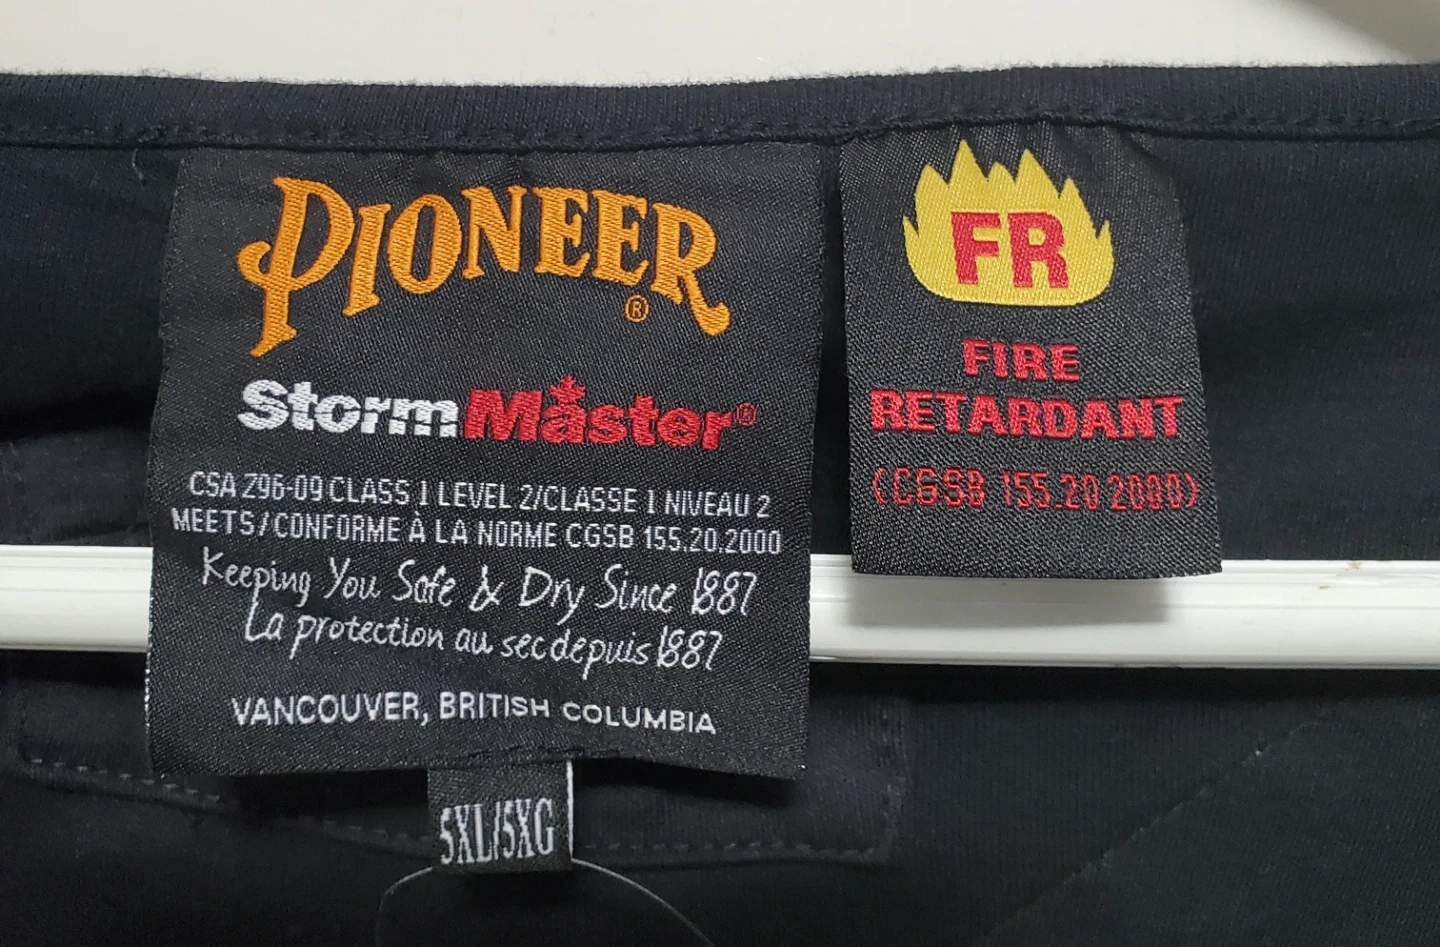 PIONEER®
StormMaster®
CSA Z96-09 CLASS 1 LEVEL 2/CLASSE 1 NIVEAU 2
MEETS/CONFORME À LA NORME CGSB 155.20.2000
Keeping You Safe & Dry Since 1887
La protection au sec depuis 1887
VANCOUVER, BRITISH COLUMBIA
5XL/5XG
FR
FIRE
RETARDANT
(CGSB 155.20 2000)